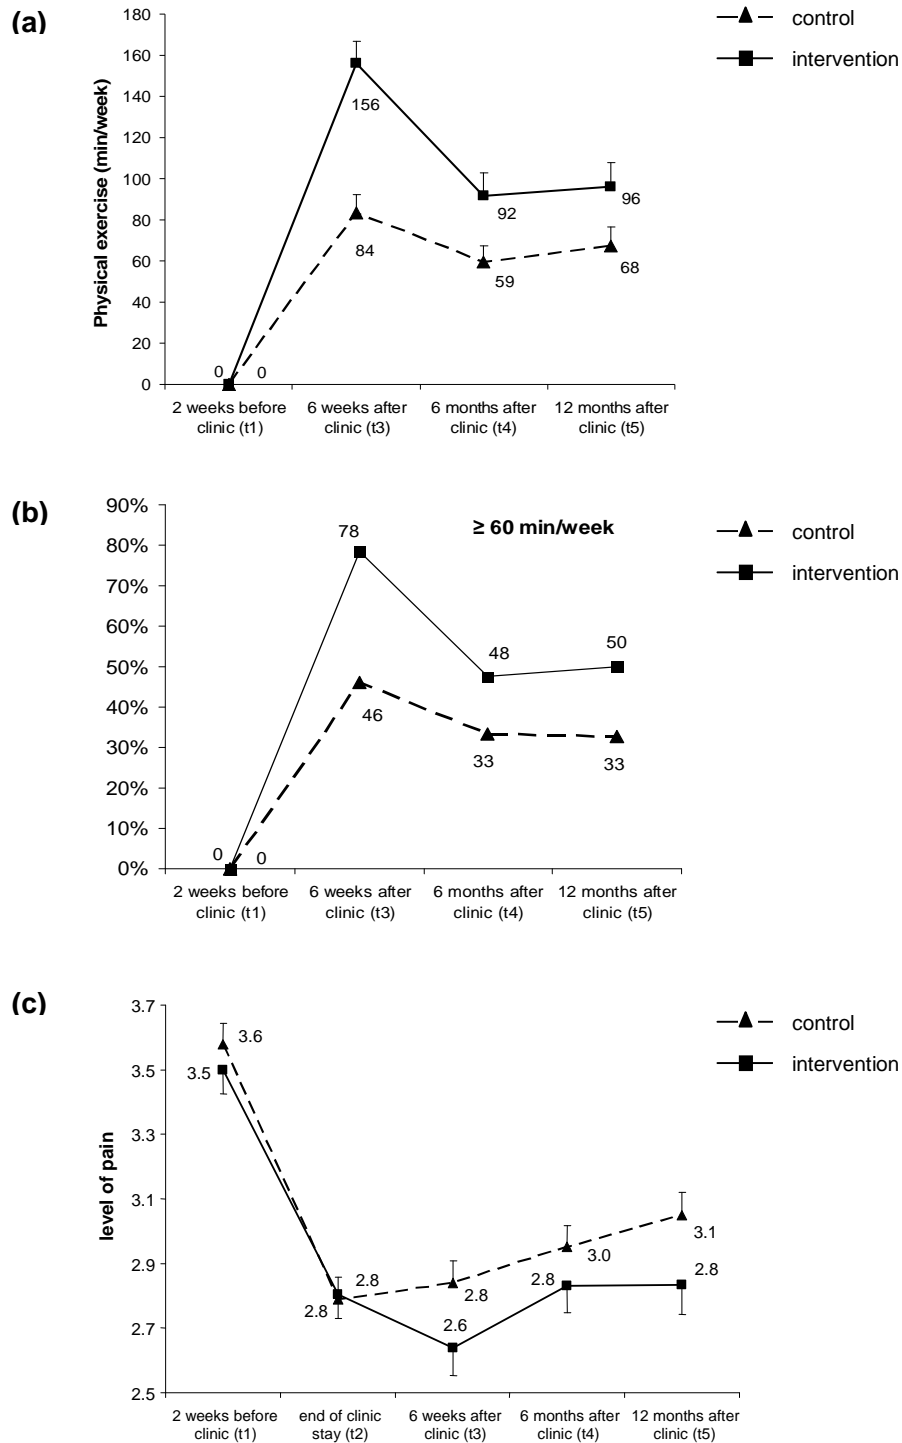 (a)
control
intervention
Physical exercise (min/week)
180
160
140
120
100
80
60
40
20
0
156
92
96
84
59
68
0 0
2 weeks before
clinic (t1)
6 weeks after
clinic (t3)
6 months after
clinic (t4)
12 months after
clinic (t5)
(b)
≥ 60 min/week
control
intervention
90%
80%
70%
60%
50%
40%
30%
20%
10%
0%
78
48
50
46
33
33
0 0
2 weeks before
clinic (t1)
6 weeks after
clinic (t3)
6 months after
clinic (t4)
12 months after
clinic (t5)
(c)
control
intervention
level of pain
3.7
3.5
3.3
3.1
2.9
2.7
2.5
3.6
3.5
2.8
2.8
2.8
2.6
3.0
2.8
3.1
2.8
2 weeks before
clinic (t1)
end of clinic
stay (t2)
6 weeks after
clinic (t3)
6 months after
clinic (t4)
12 months after
clinic (t5)